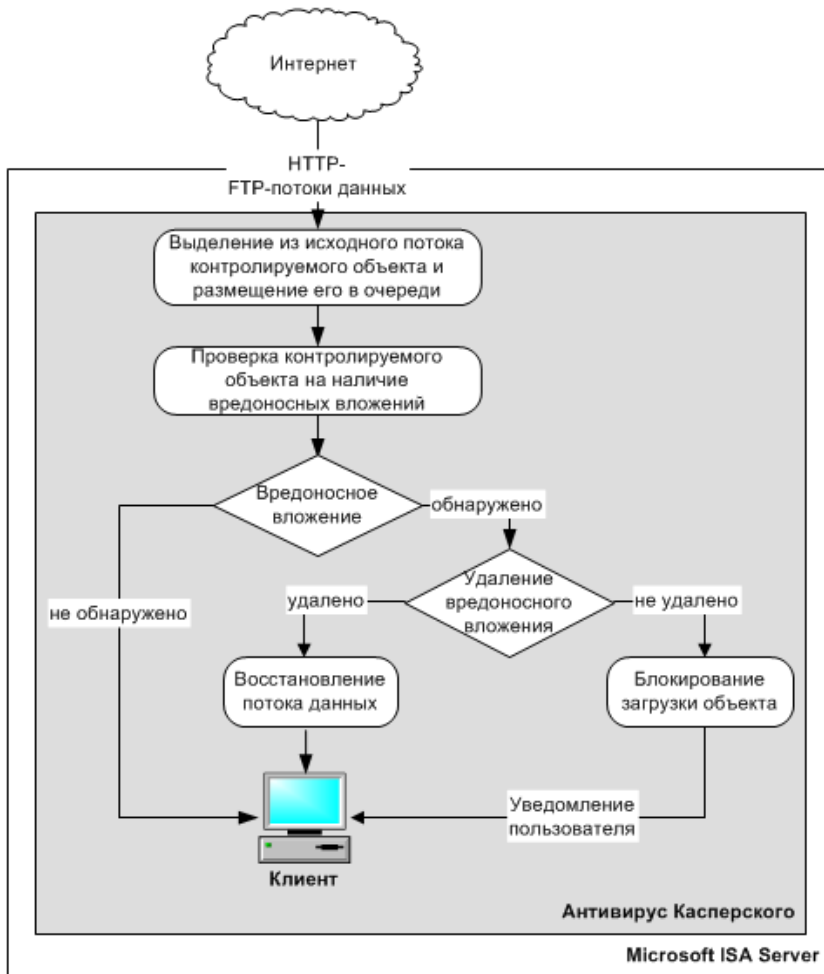 Интернет
HTTP-
FTP-потоки данных
Выделение из исходного потока
контролируемого объекта и
размещение его в очереди
Проверка контролируемого
объекта на наличие
вредоносных вложений
Вредоносное
вложение
обнаружено
Удаление
вредоносного
вложения
не обнаружено
удалено
не удалено
Восстановление
потока данных
Блокирование
загрузки объекта
Уведомление
пользователя
Клиент
Антивирус Касперского
Microsoft ISA Server